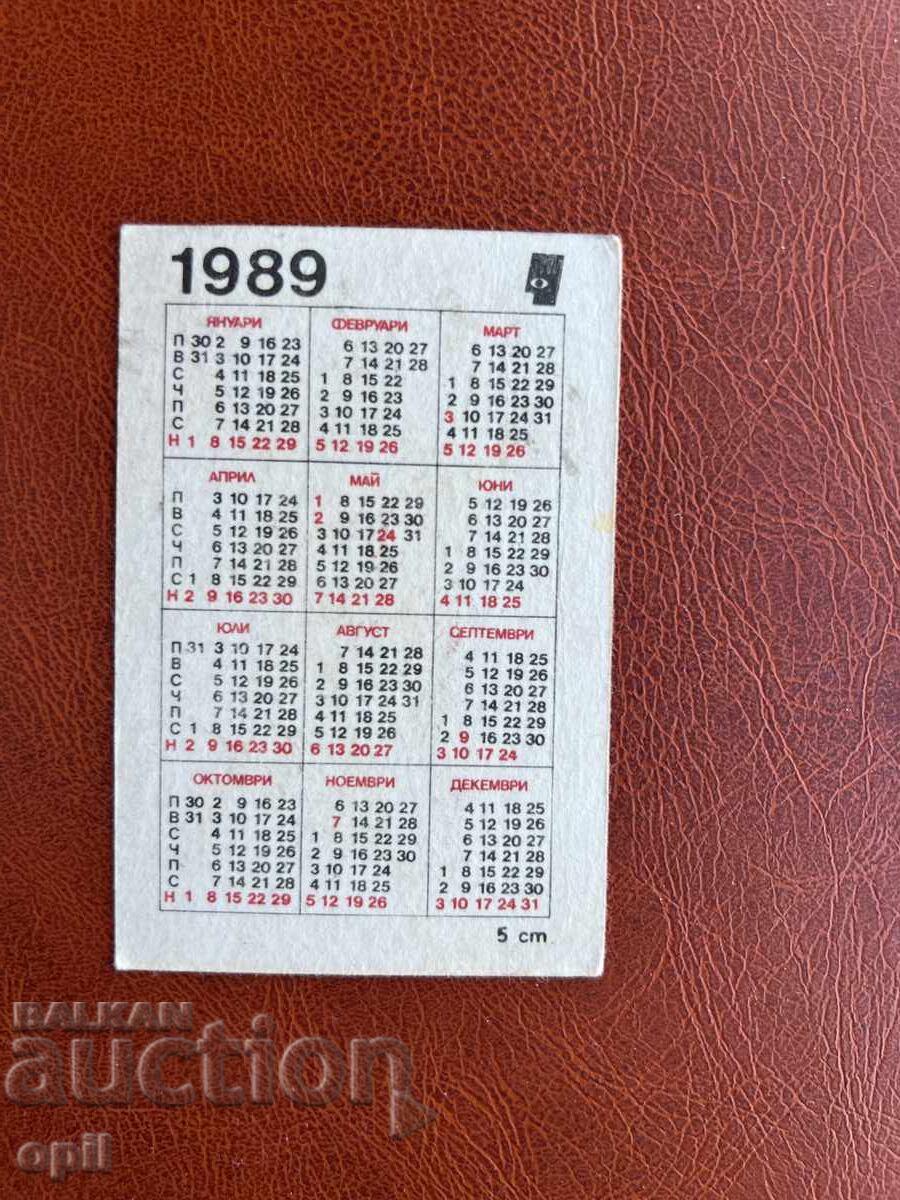 1989
ЯНУАРИ ФЕВРУАРИ МАРТ
П 30 2 9 16 23 6 13 20 27 6 13 20 27
В 31 3 10 17 24 7 14 21 28 7 14 21 28
С 4 11 18 25 1 8 15 22 1 8 15 22 29
Ч 5 12 19 26 2 9 16 23 2 9 16 23 30
П 6 13 20 27 3 10 17 24 3 10 17 24 31
С 7 14 21 28 4 11 18 25 4 11 18 25
Н 1 8 15 22 29 5 12 19 26 5 12 19 26
АПРИЛ МАЙ ЮНИ
П 3 10 17 24 1 8 15 22 29 5 12 19 26
В 4 11 18 25 2 9 16 23 30 6 13 20 27
С 5 12 19 26 3 10 17 24 31 7 14 21 28
Ч 6 13 20 27 4 11 18 25 1 8 15 22 29
П 7 14 21 28 5 12 19 26 2 9 16 23 30
С 1 8 15 22 29 6 13 20 27 3 10 17 24
Н 2 9 16 23 30 7 14 21 28 4 11 18 25
ЮЛИ АВГУСТ СЕПТЕМВРИ
П 31 3 10 17 24 7 14 21 28 4 11 18 25
В 4 11 18 25 1 8 15 22 29 5 12 19 26
С 5 12 19 26 2 9 16 23 30 6 13 20 27
Ч 6 13 20 27 3 10 17 24 31 7 14 21 28
П 7 14 21 28 4 11 18 25 1 8 15 22 29
С 1 8 15 22 29 5 12 19 26 2 9 16 23 30
Н 2 9 16 23 30 6 13 20 27 3 10 17 24
ОКТОМВРИ НОЕМВРИ ДЕКЕМВРИ
П 30 2 9 16 23 6 13 20 27 4 11 18 25
В 31 3 10 17 24 7 14 21 28 5 12 19 26
С 4 11 18 25 1 8 15 22 29 6 13 20 27
Ч 5 12 19 26 2 9 16 23 30 7 14 21 28
П 6 13 20 27 3 10 17 24 1 8 15 22 29
С 7 14 21 28 4 11 18 25 2 9 16 23 30
Н 1 8 15 22 29 5 12 19 26 3 10 17 24 31
5 cm
BALKAN
auction
opil